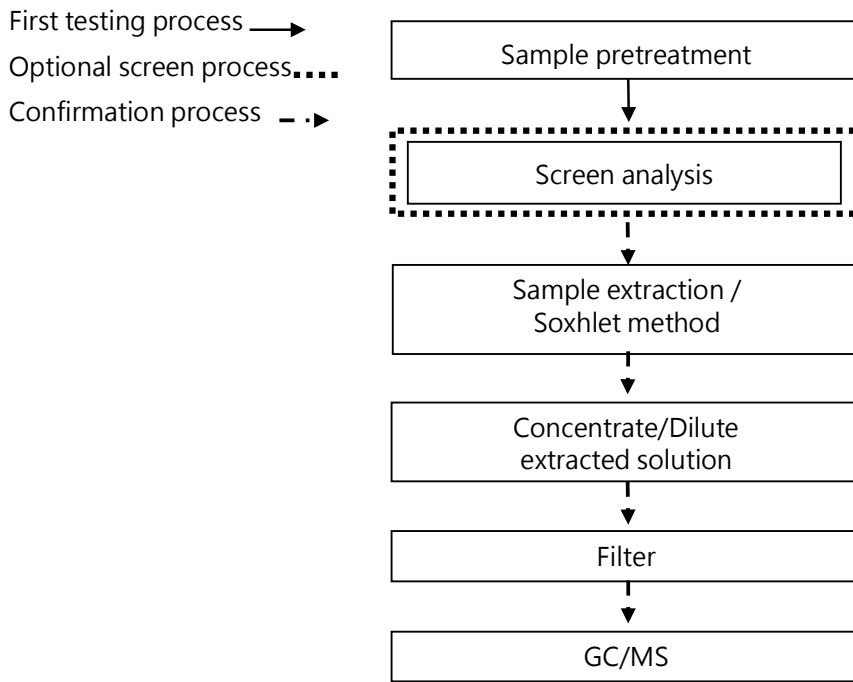 First testing process
Optional screen process
Confirmation process
Sample pretreatment
Screen analysis
Sample extraction /
Soxhlet method
Concentrate/Dilute
extracted solution
Filter
GC/MS